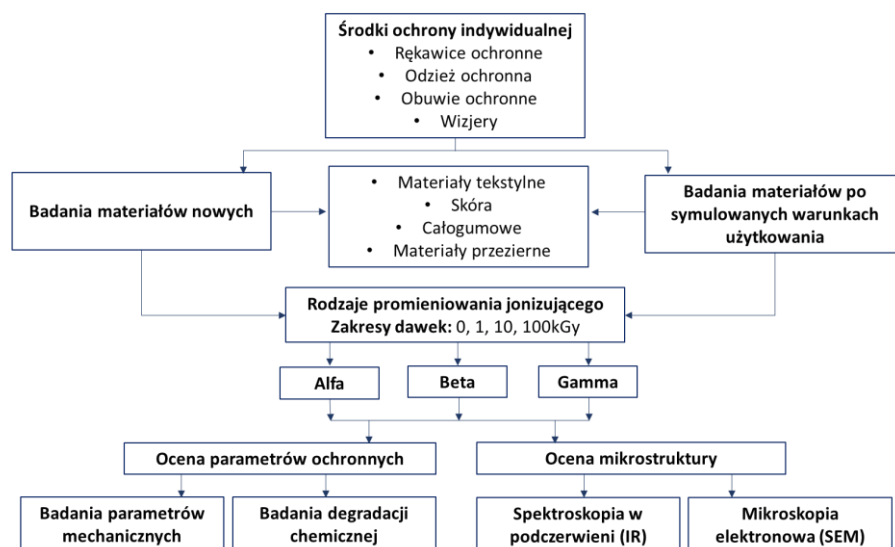 Środki ochrony indywidualnej
• Rękawice ochronne
• Odzież ochronna
• Obuwie ochronne
• Wizjery
Badania materiałów nowych
• Materiały tekstylne
• Skóra
• Całogumowe
• Materiały przezierne
Badania materiałów po
symulowanych warunkach
użytkowania
Rodzaje promieniowania jonizującego
Zakresy dawek: 0, 1, 10, 100kGy
Alfa
Beta
Gamma
Ocena parametrów ochronnych
Ocena mikrostruktury
Badania parametrów
mechanicznych
Badania degradacji
chemicznej
Spektroskopia w
podczerwieni (IR)
Mikroskopia
elektronowa (SEM)